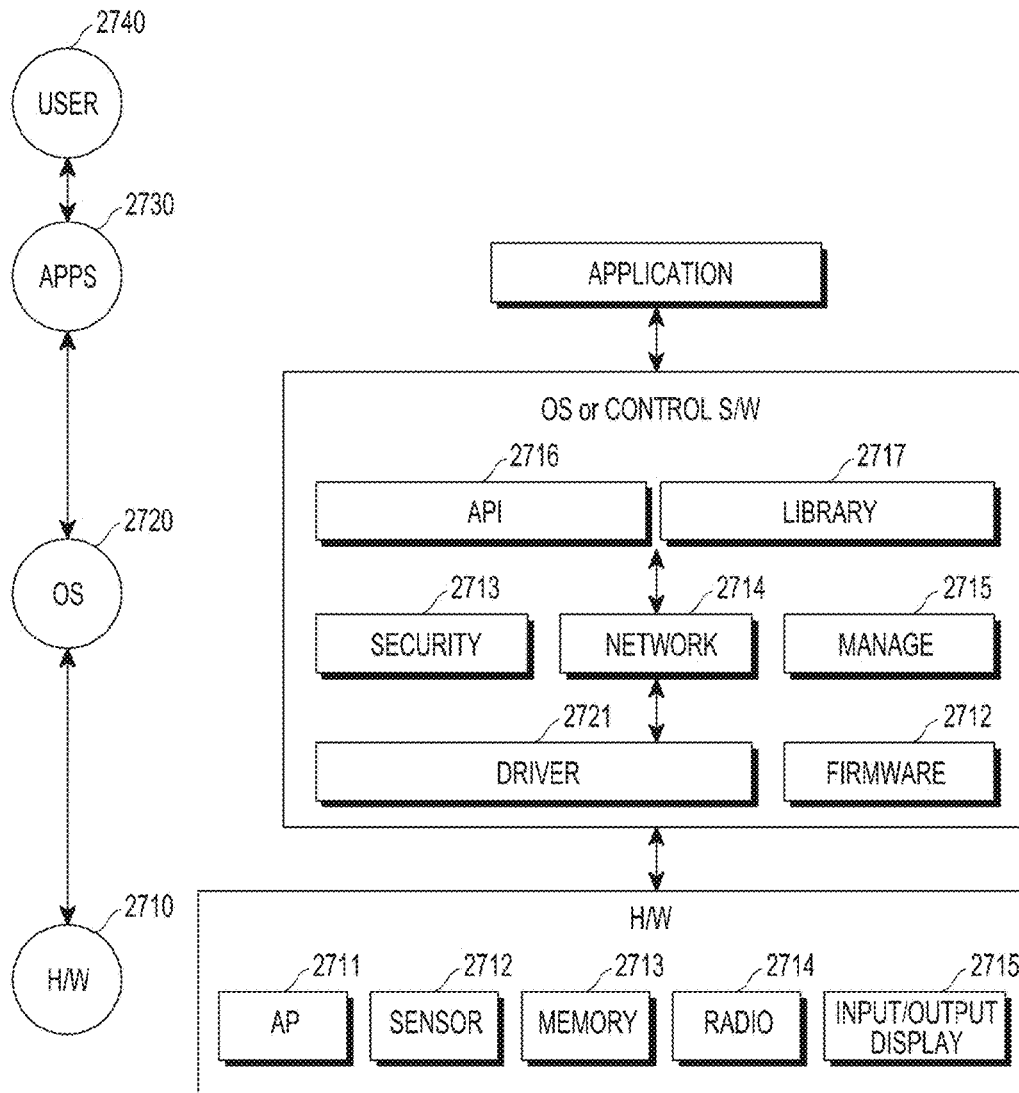 2740
USER
2730
APPS
APPLICATION
OS or CONTROL S/W
2716
2717
API
LIBRARY
2720
OS
2713
2714
2715
SECURITY
NETWORK
MANAGE
2721
2712
DRIVER
FIRMWARE
2710
H/W
H/W
2711
2712
2713
2714
2715
AP
SENSOR
MEMORY
RADIO
INPUT/OUTPUT
DISPLAY